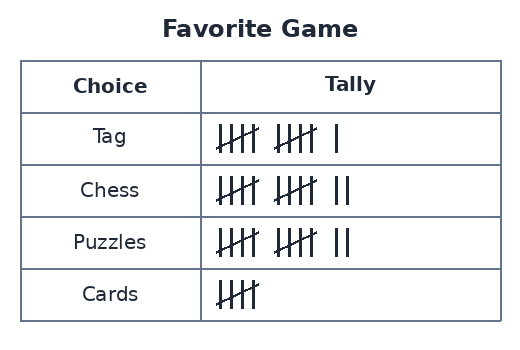 Favorite Game
Choice Tally
Tag
Chess
Puzzles
Cards